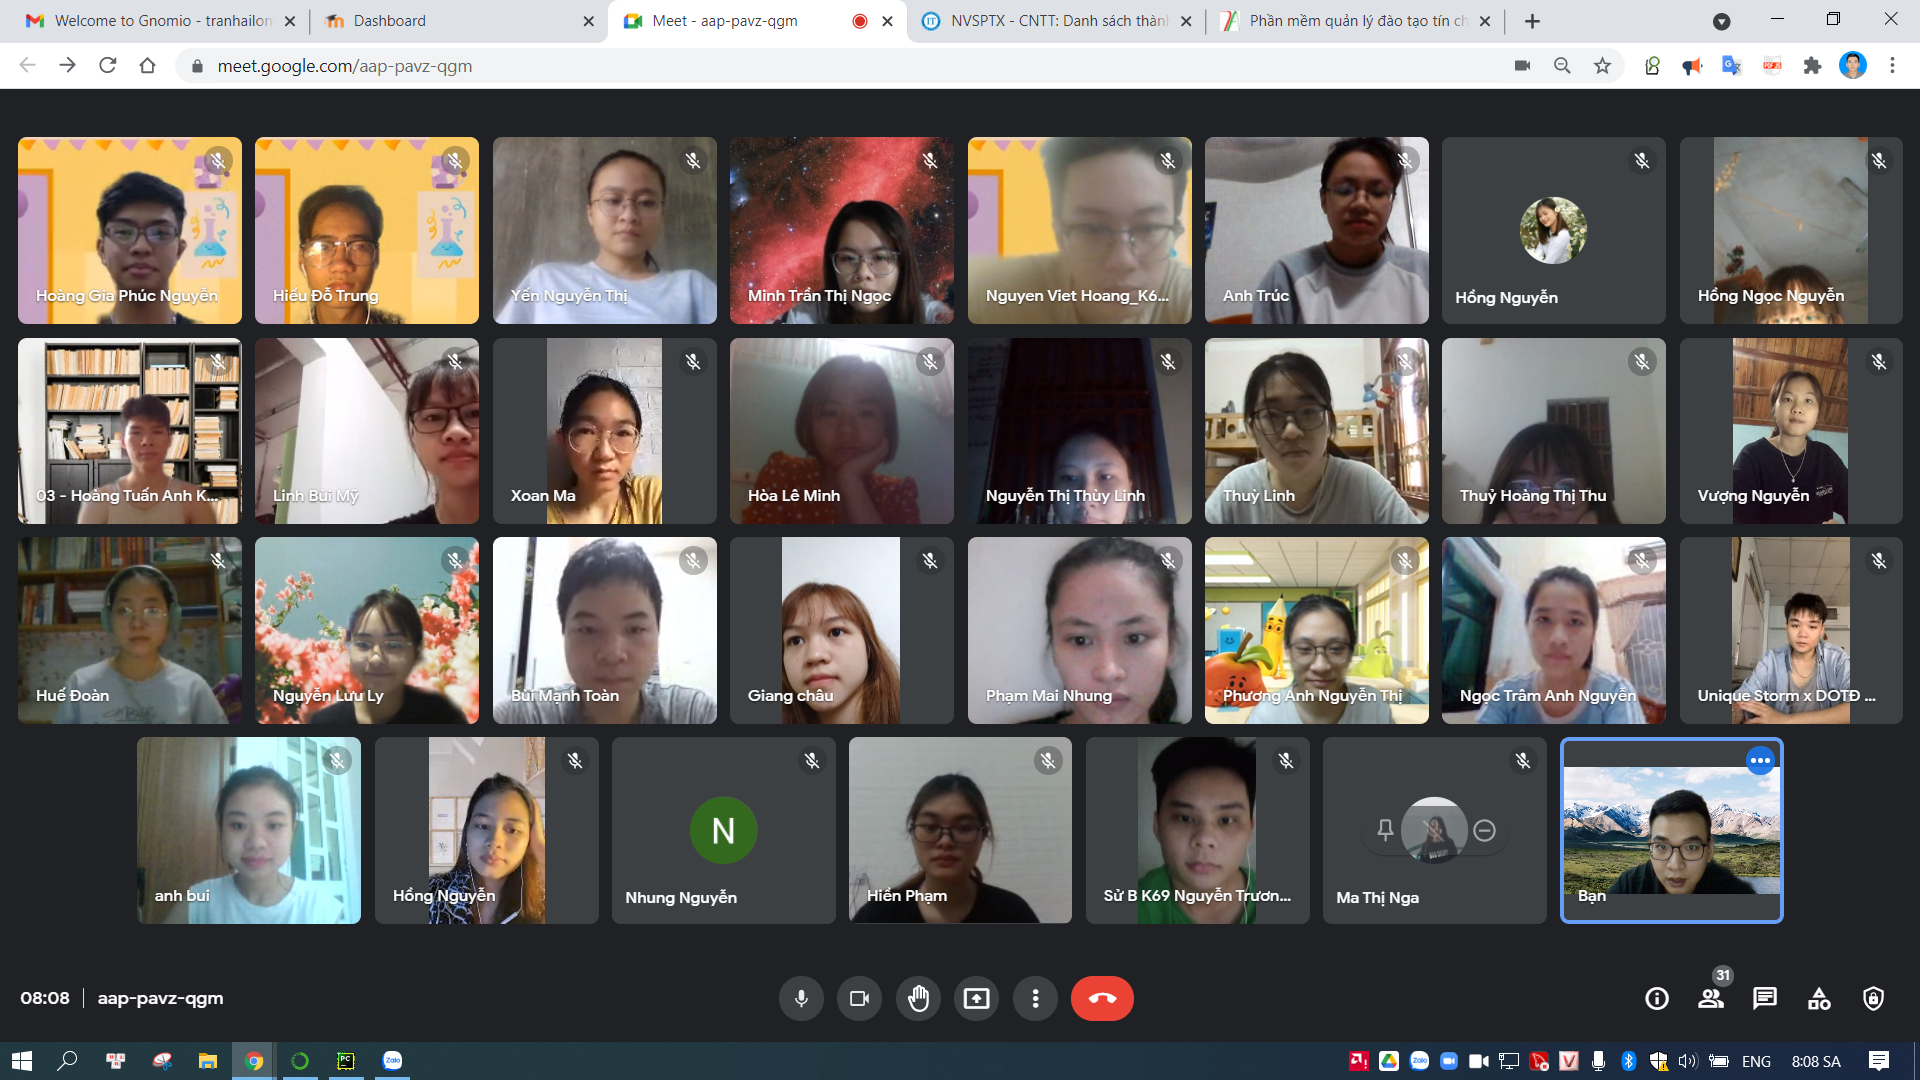 Welcome to Gnomio - tranhailon
Dashboard
Meet - aap-pavz-qgm
NVSPTX - CNTT: Danh sách thành
Phần mềm quản lý đào tạo tín ch
meet.google.com/aap-pavz-qgm
Hoàng Gia Phúc Nguyễn
Hiếu Đỗ Trung
Yến Nguyễn Thị
Minh Trần Thị Ngọc
Nguyen Viet Hoang_K6...
Anh Trúc
Hồng Nguyễn
Hồng Ngọc Nguyễn
03 - Hoàng Tuấn Anh K...
Linh Bùi Mỹ
Xoan Ma
Hòa Lê Minh
Nguyễn Thị Thùy Linh
Thuỳ Linh
Thuỷ Hoàng Thị Thu
Vượng Nguyễn
Huế Đoàn
Nguyễn Lưu Ly
Bùi Mạnh Toàn
Giang châu
Phạm Mai Nhung
Phương Anh Nguyễn Thị
Ngọc Trâm Anh Nguyễn
Unique Storm x DOTĐ ...
anh bui
Hồng Nguyễn
N
Nhung Nguyễn
Hiền Phạm
Sử B K69 Nguyễn Trươn...
Ma Thị Nga
Bạn
08:08
aap-pavz-qgm
31
ENG
8:08 SA